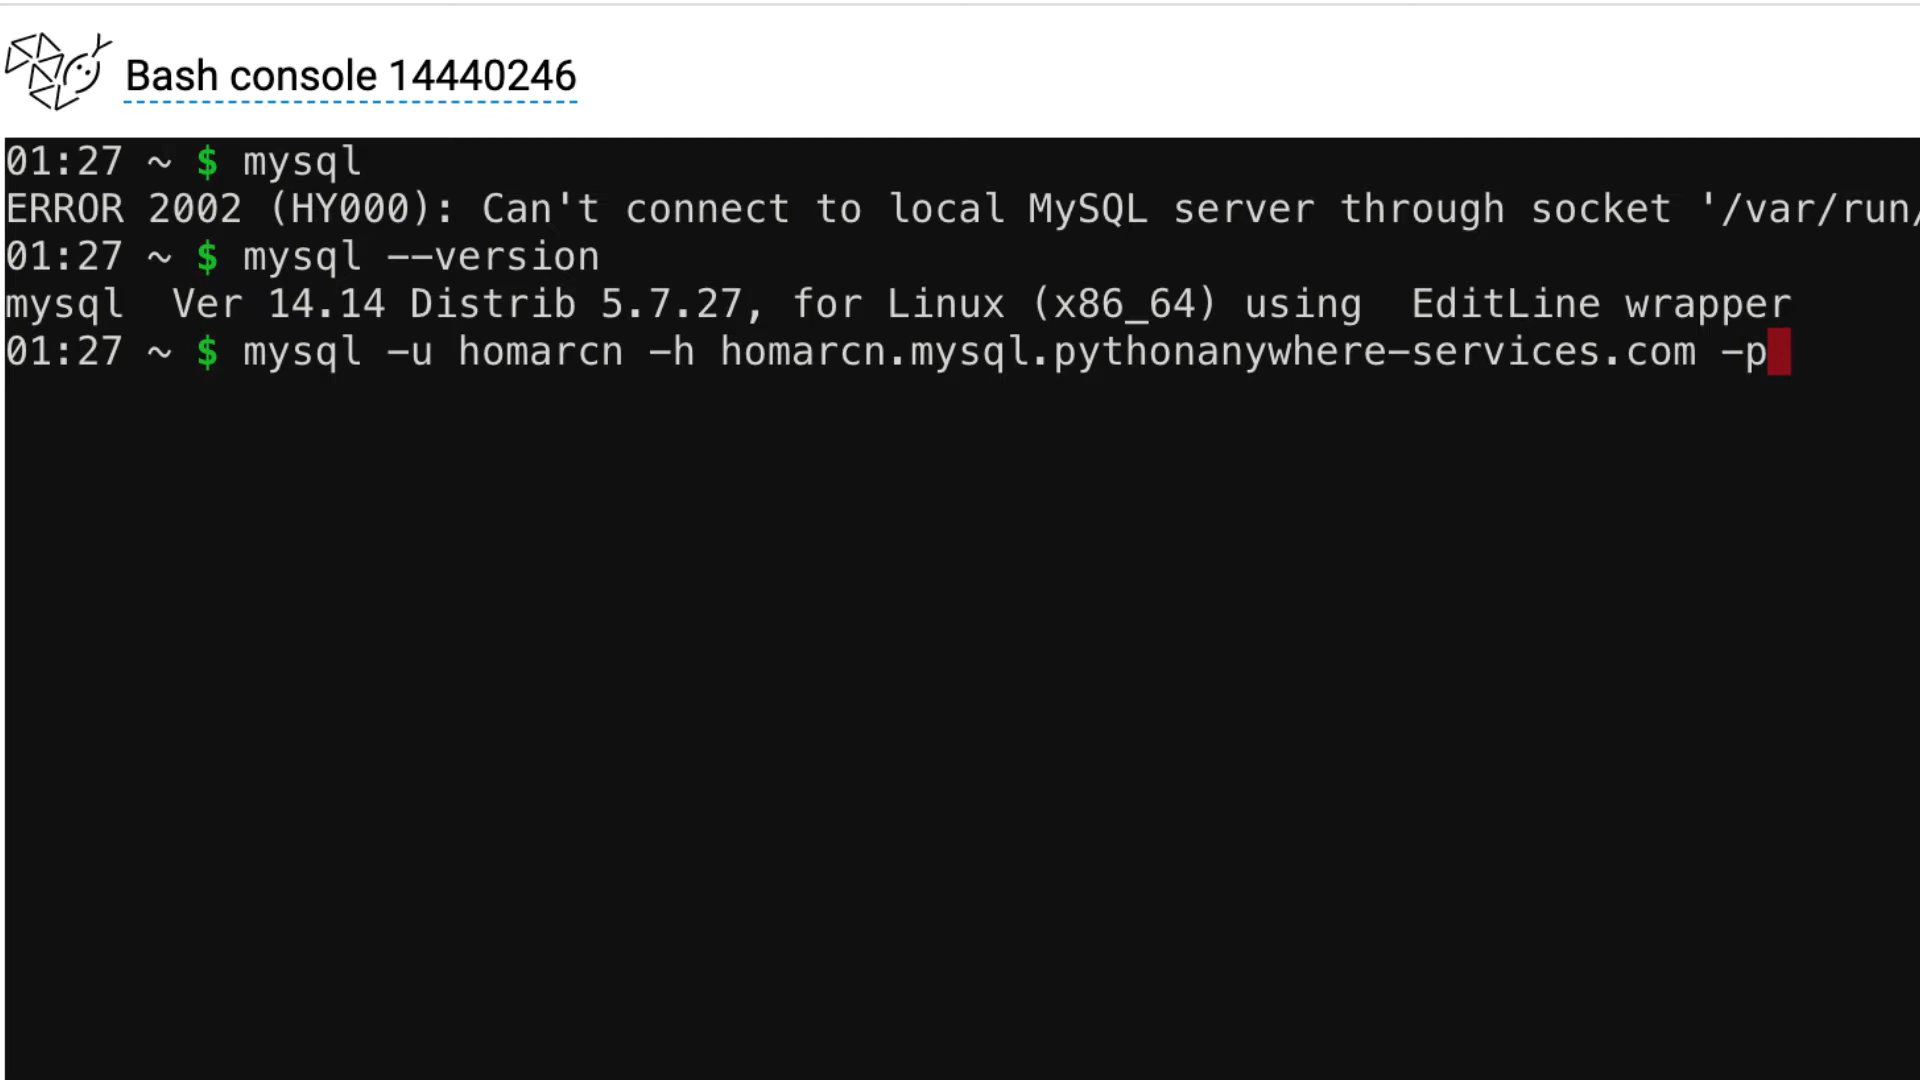 Bash console 14440246
01:27 ~ $ mysql
ERROR 2002 (HY000): Can't connect to local MySQL server through socket '/var/run/
01:27 ~ $ mysql --version
mysql  Ver 14.14 Distrib 5.7.27, for Linux (x86_64) using  EditLine wrapper
01:27 ~ $ mysql -u homarcn -h homarcn.mysql.pythonanywhere-services.com -p